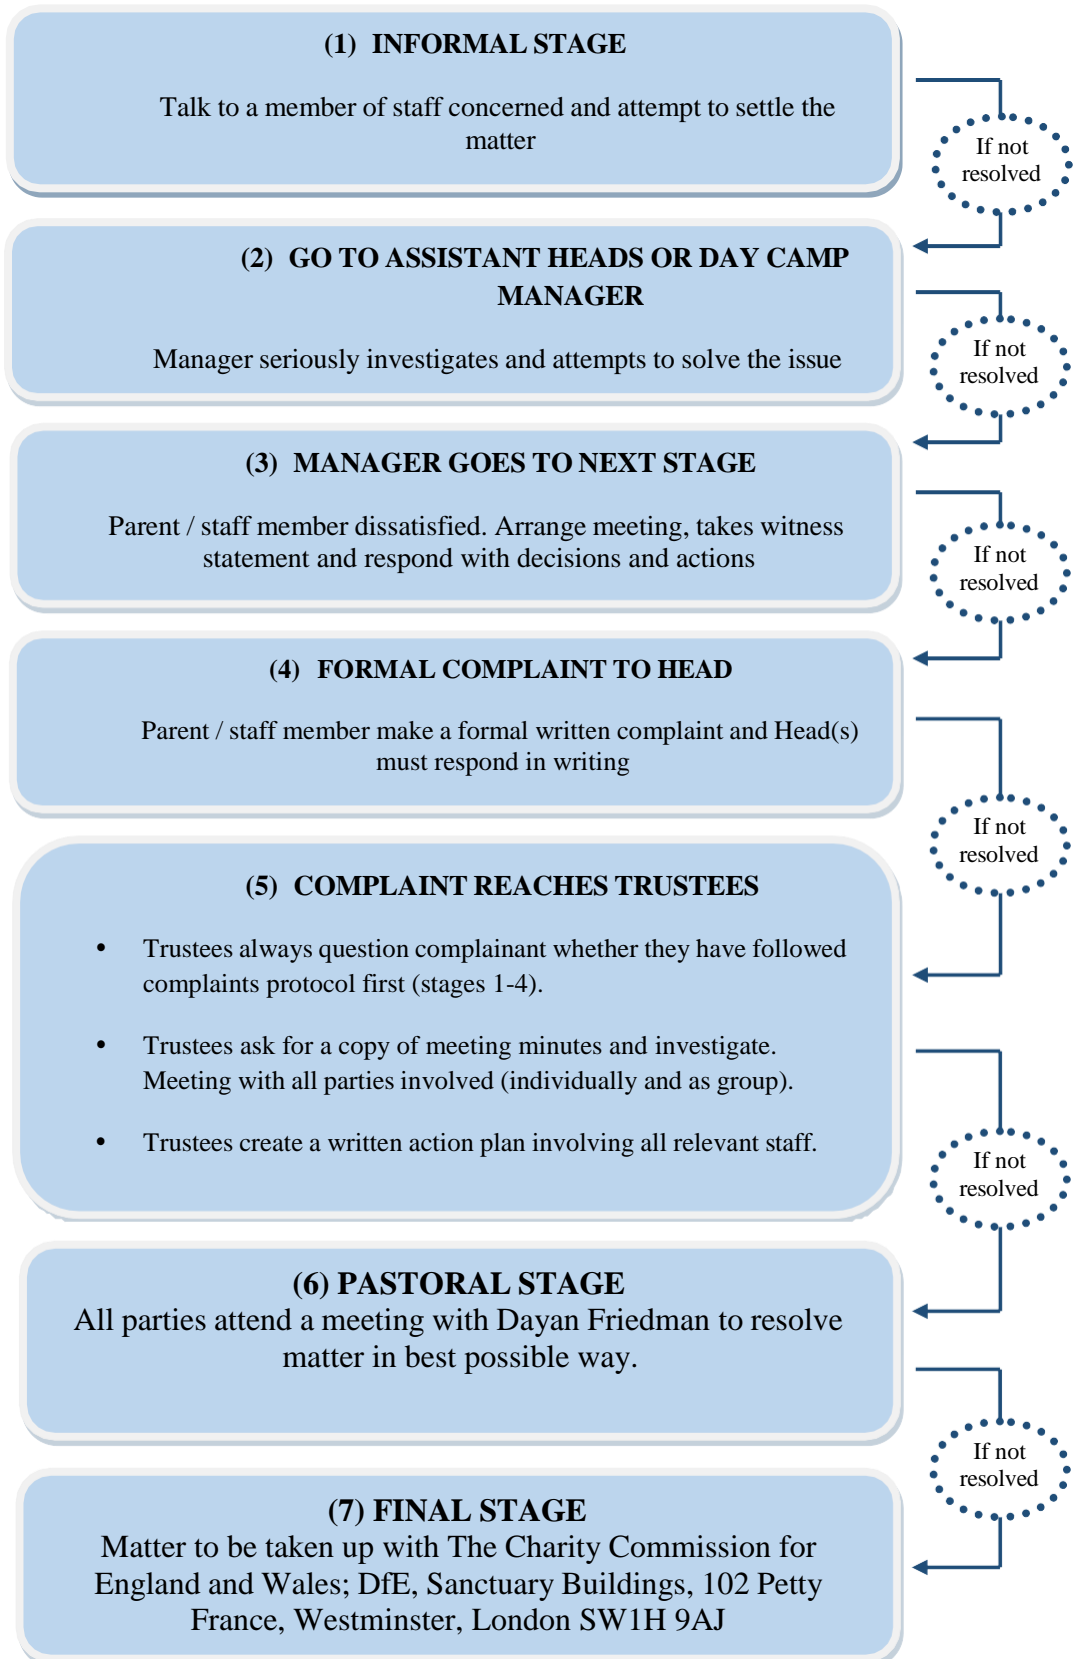 (1) INFORMAL STAGE
Talk to a member of staff concerned and attempt to settle the
matter
If not
resolved
(2) GO TO ASSISTANT HEADS OR DAY CAMP
MANAGER
Manager seriously investigates and attempts to solve the issue
If not
resolved
(3) MANAGER GOES TO NEXT STAGE
Parent / staff member dissatisfied. Arrange meeting, takes witness
statement and respond with decisions and actions
If not
resolved
(4) FORMAL COMPLAINT TO HEAD
Parent / staff member make a formal written complaint and Head(s)
must respond in writing
If not
resolved
(5) COMPLAINT REACHES TRUSTEES
• Trustees always question complainant whether they have followed
complaints protocol first (stages 1-4).
• Trustees ask for a copy of meeting minutes and investigate.
Meeting with all parties involved (individually and as group).
• Trustees create a written action plan involving all relevant staff.
If not
resolved
(6) PASTORAL STAGE
All parties attend a meeting with Dayan Friedman to resolve
matter in best possible way.
If not
resolved
(7) FINAL STAGE
Matter to be taken up with The Charity Commission for
England and Wales; DfE, Sanctuary Buildings, 102 Petty
France, Westminster, London SW1H 9AJ